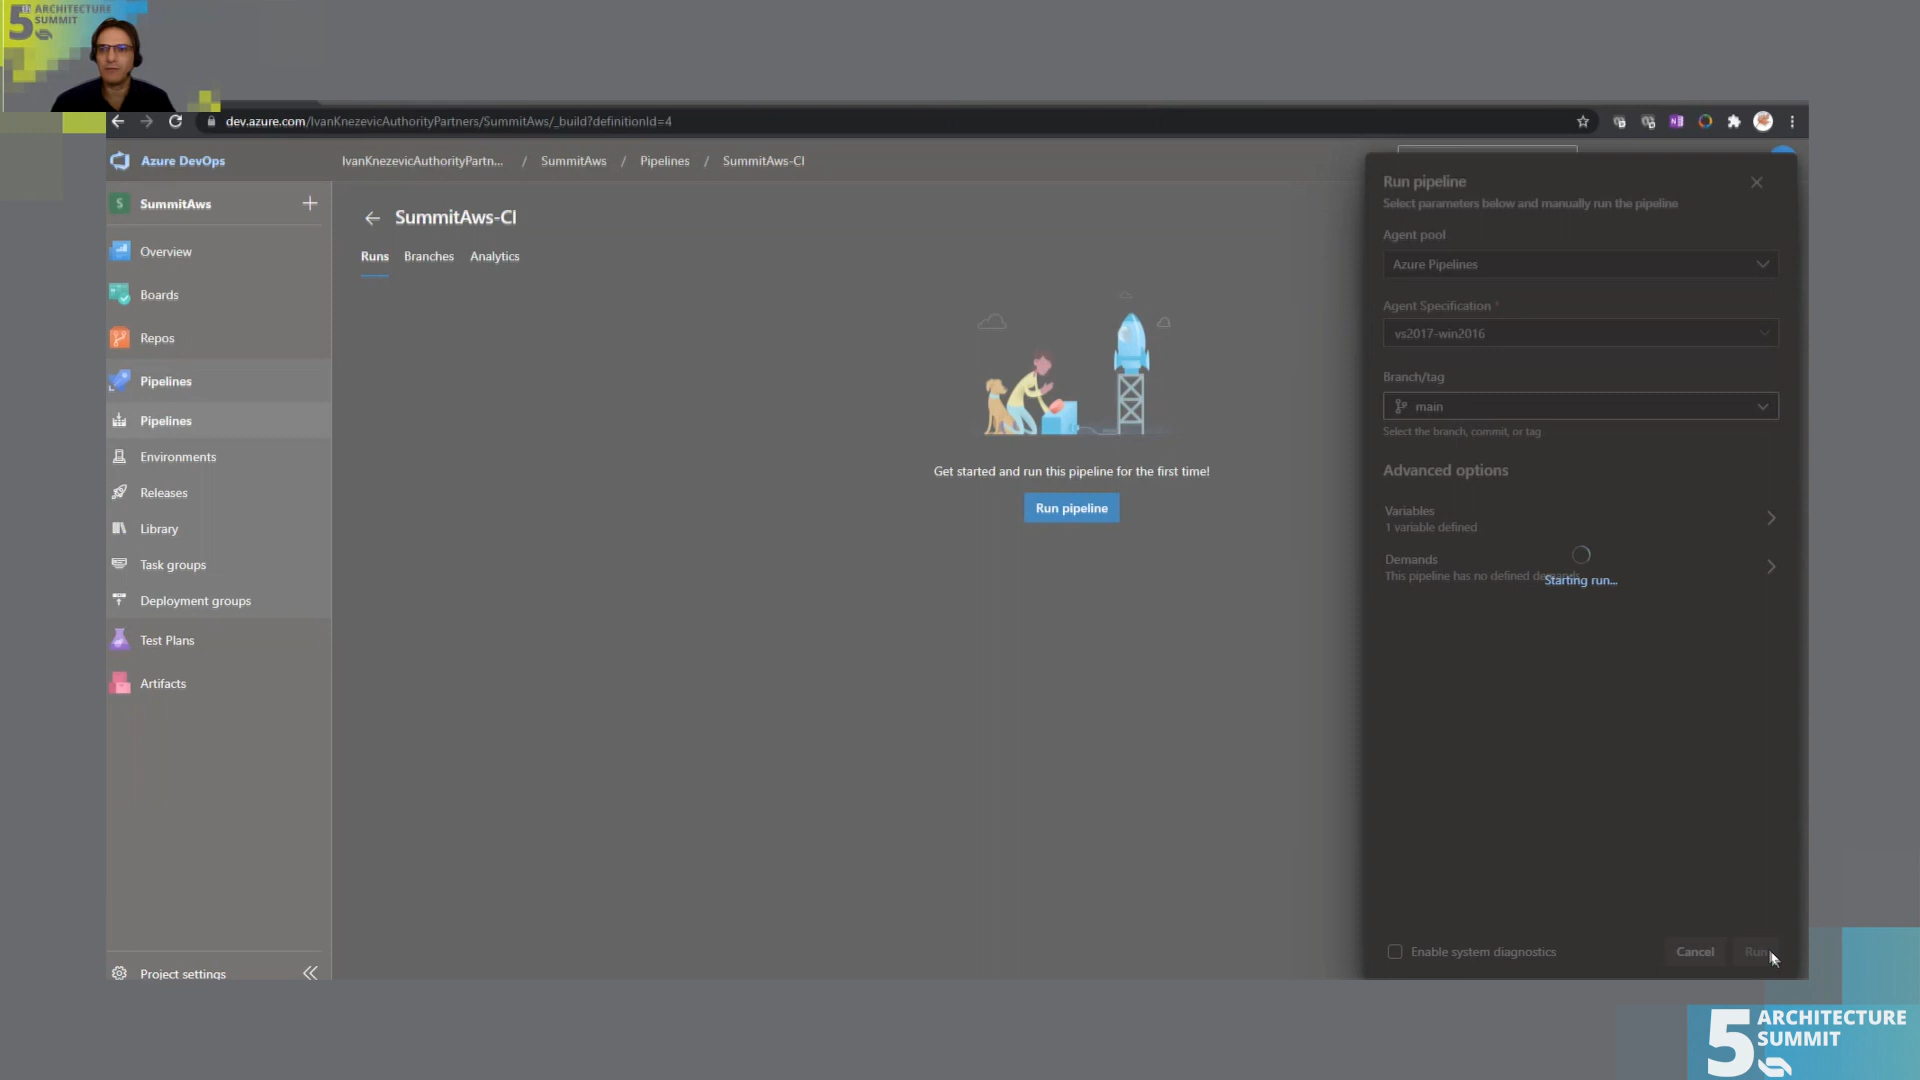 5 IN ARCHITECTURE
SUMMIT
dev.azure.com/IvanKnezevicAuthorityPartners/SummitAws/_build?definitionId=4
Azure DevOps
IvanKnezevicAuthorityPartn... / SummitAws / Pipelines / SummitAws-CI
S SummitAws
Overview
Boards
Repos
Pipelines
Pipelines
Environments
Releases
Library
Task groups
Deployment groups
Test Plans
Artifacts
Project settings
SummitAws-CI
Runs Branches Analytics
Get started and run this pipeline for the first time!
Run pipeline
Run pipeline
Select parameters below and manually run the pipeline
Agent pool
Azure Pipelines
Agent Specification *
vs2017-win2016
Branch/tag
main
Select the branch, commit, or tag
Advanced options
Variables
1 variable defined
Demands
This pipeline has no defined demands
Starting run...
Enable system diagnostics
Cancel
Run
5 ARCHITECTURE
SUMMIT